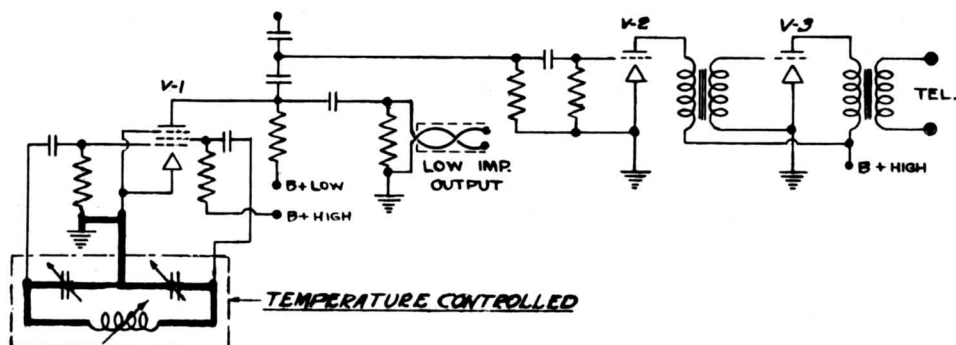 V-1
V-2
V-3
TEL.
LOW IMP.
OUTPUT
B+ LOW
B+ HIGH
B+ HIGH
TEMPERATURE CONTROLLED